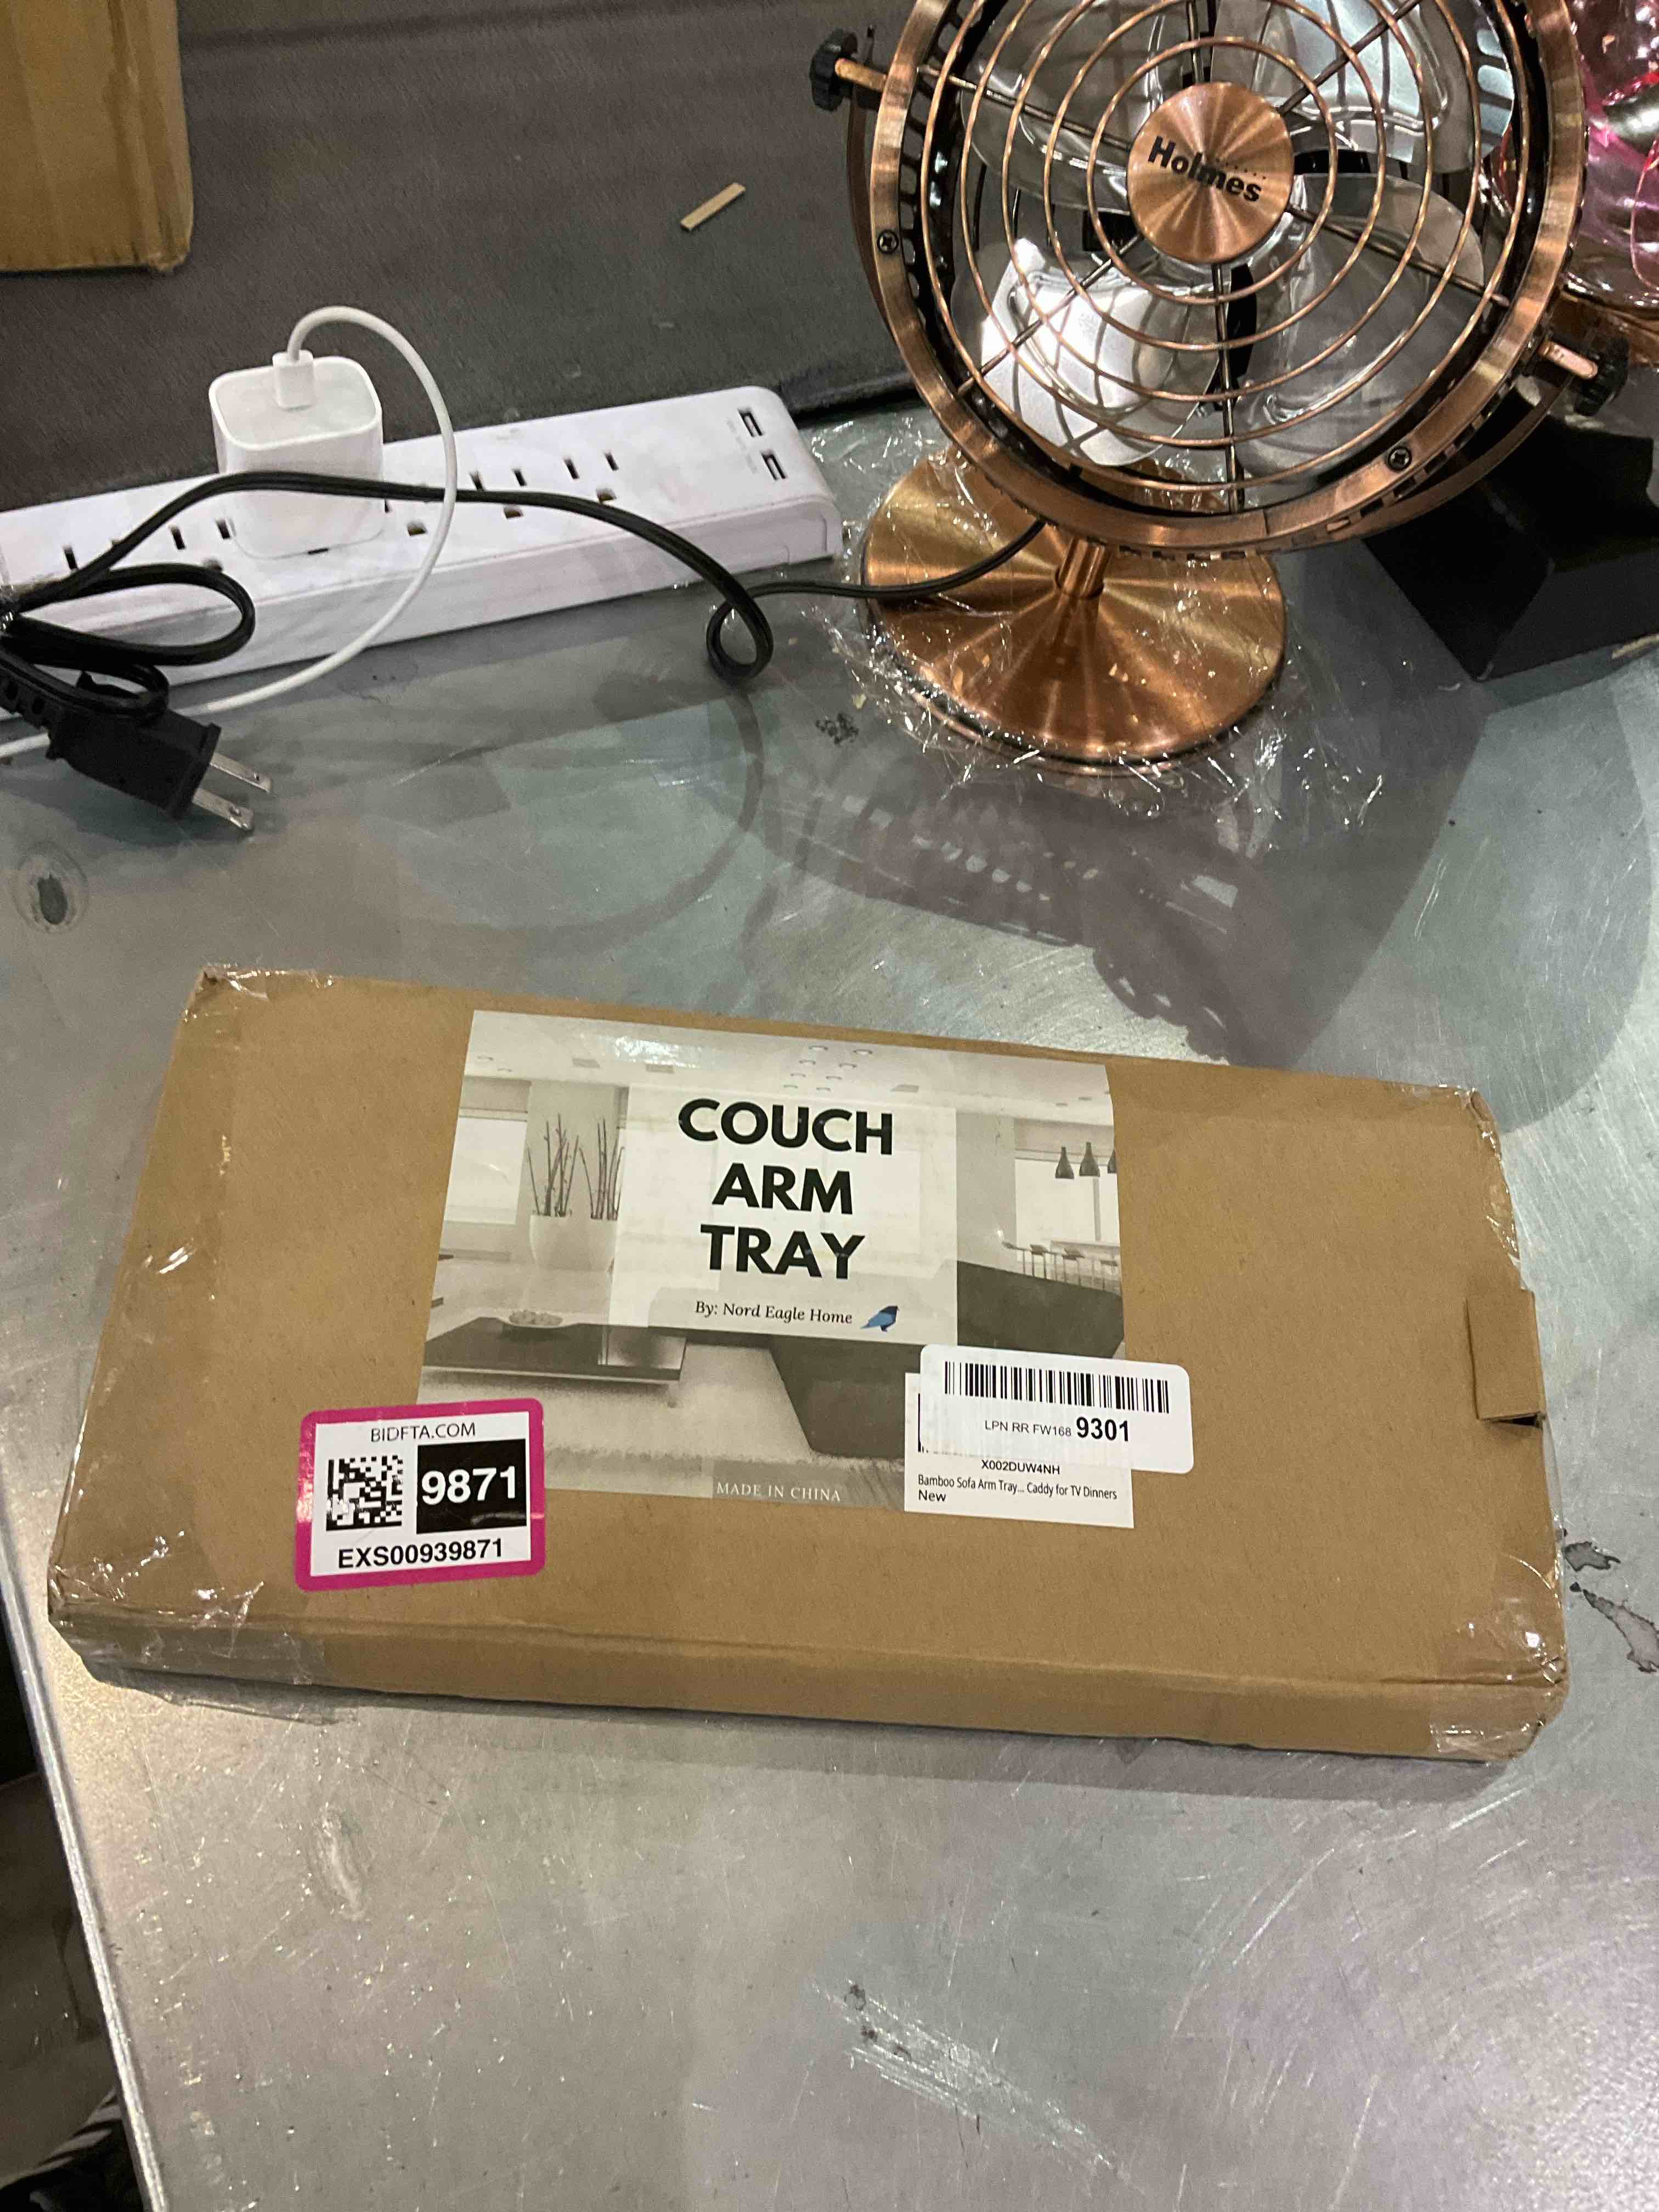 Holmes
COUCH
ARM
TRAY
By: Nord Eagle Home
BIDFTA.COM
9871
EXS00939871
LPN RR FW168 9301
X002DUW4NH
Bamboo Sofa Arm Tray... Caddy for TV Dinners
New
MADE IN CHINA